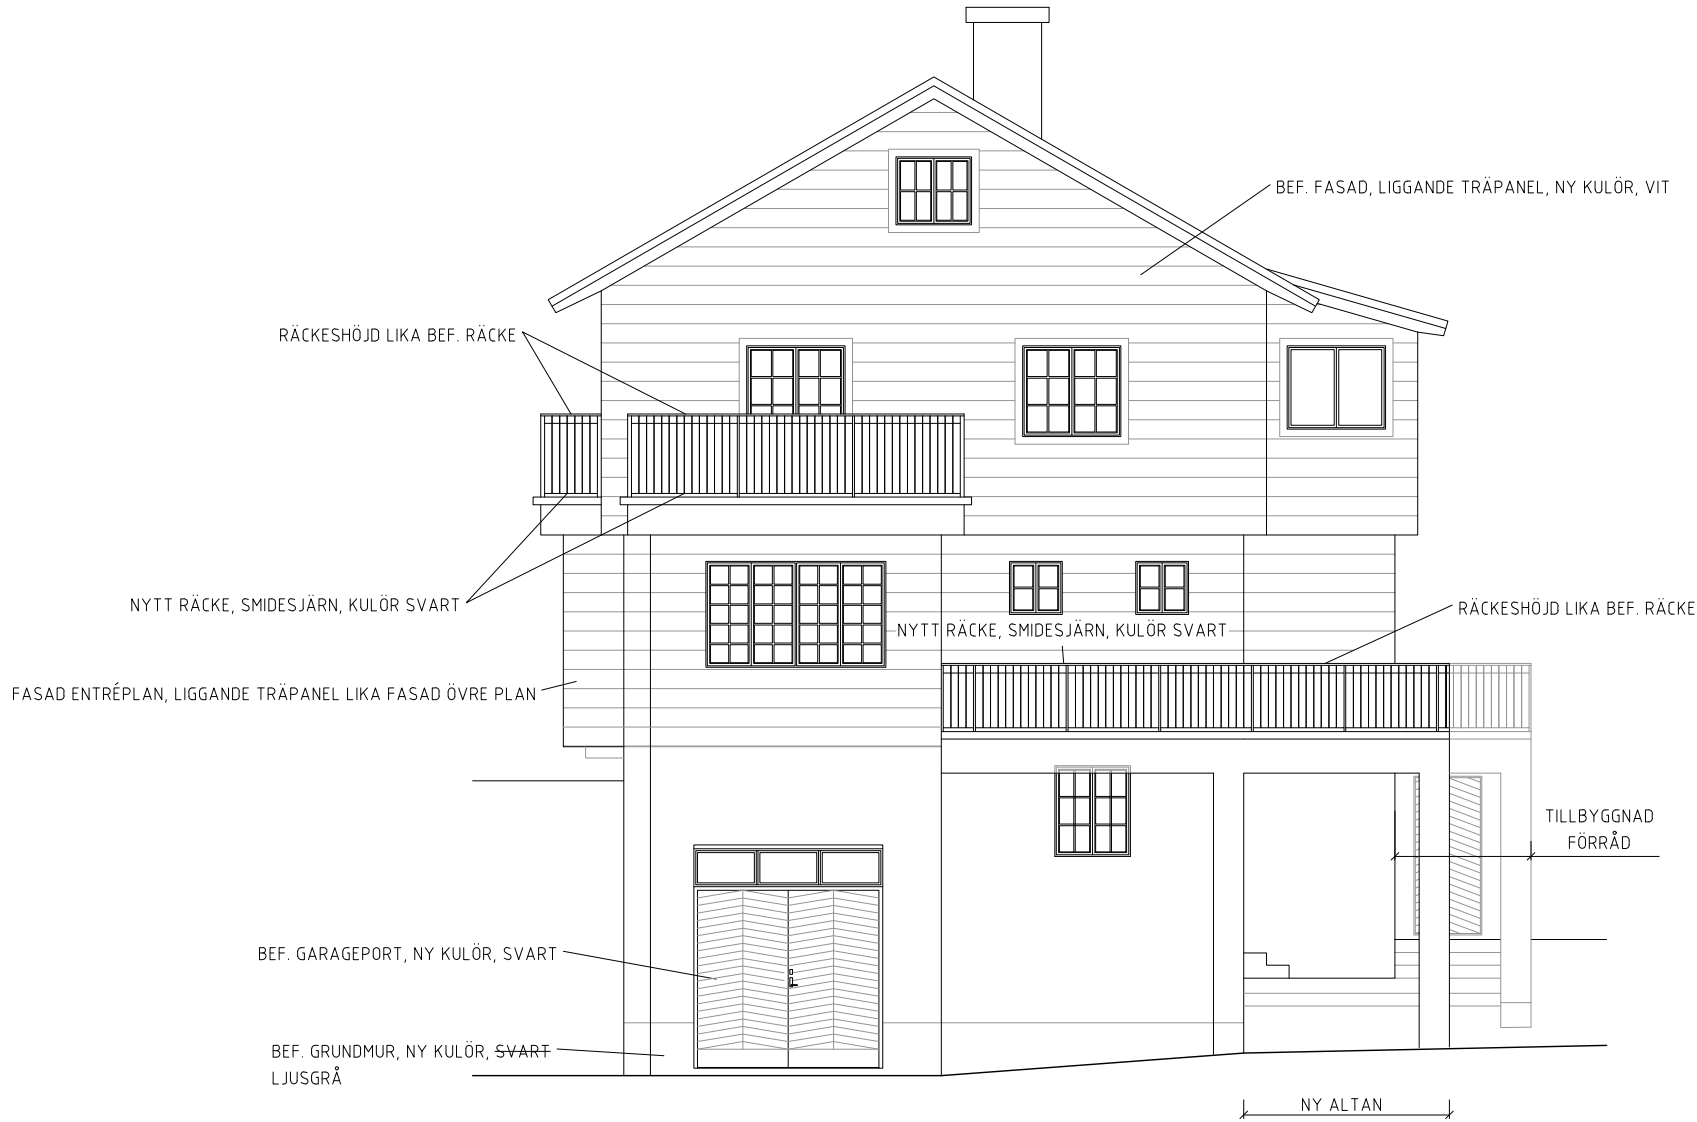 BEF. FASAD, LIGGANDE TRÄPANEL, NY KULÖR, VIT
RÄCKESHÖJD LIKA BEF. RÄCKE
NYTT RÄCKE, SMIDESJÄRN, KULÖR SVART
RÄCKESHÖJD LIKA BEF. RÄCKE
NYTT RÄCKE, SMIDESJÄRN, KULÖR SVART
FASAD ENTRÉPLAN, LIGGANDE TRÄPANEL LIKA FASAD ÖVRE PLAN
TILLBYGGNAD
FÖRRÅD
BEF. GARAGEPORT, NY KULÖR, SVART
BEF. GRUNDMUR, NY KULÖR, SVART
LJUSGRÅ
NY ALTAN